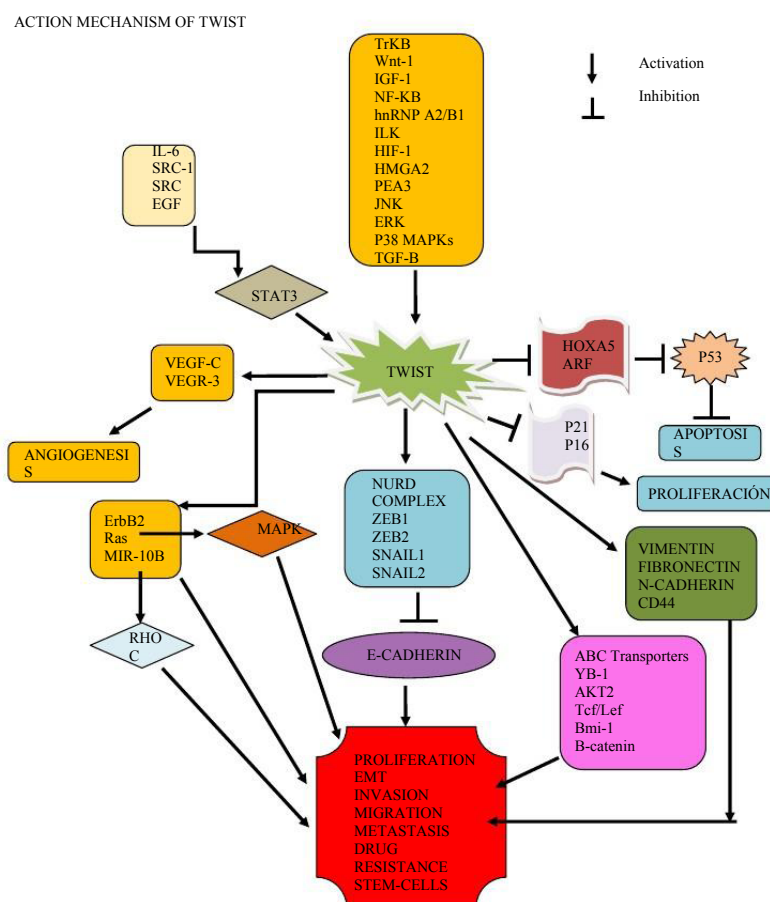 ACTION MECHANISM OF TWIST
TrKB
Wnt-1
IGF-1
NF-KB
hnRNP A2/B1
ILK
HIF-1
HMGA2
PEA3
JNK
ERK
P38 MAPKs
TGF-B
Activation
Inhibition
IL-6
SRC-1
SRC
EGF
STAT3
TWIST
HOXA5
ARF
P53
VEGF-C
VEGR-3
P21
P16
APOPTOSI
S
ANGIOGENESI
S
PROLIFERACIÓN
NURD
COMPLEX
ZEB1
ZEB2
SNAIL1
SNAIL2
ErbB2
Ras
MIR-10B
MAPK
VIMENTIN
FIBRONECTIN
N-CADHERIN
CD44
RHO
C
E-CADHERIN
ABC Transporters
YB-1
AKT2
Tcf/Lef
Bmi-1
B-catenin
PROLIFERATION
EMT
INVASION
MIGRATION
METASTASIS
DRUG
RESISTANCE
STEM-CELLS